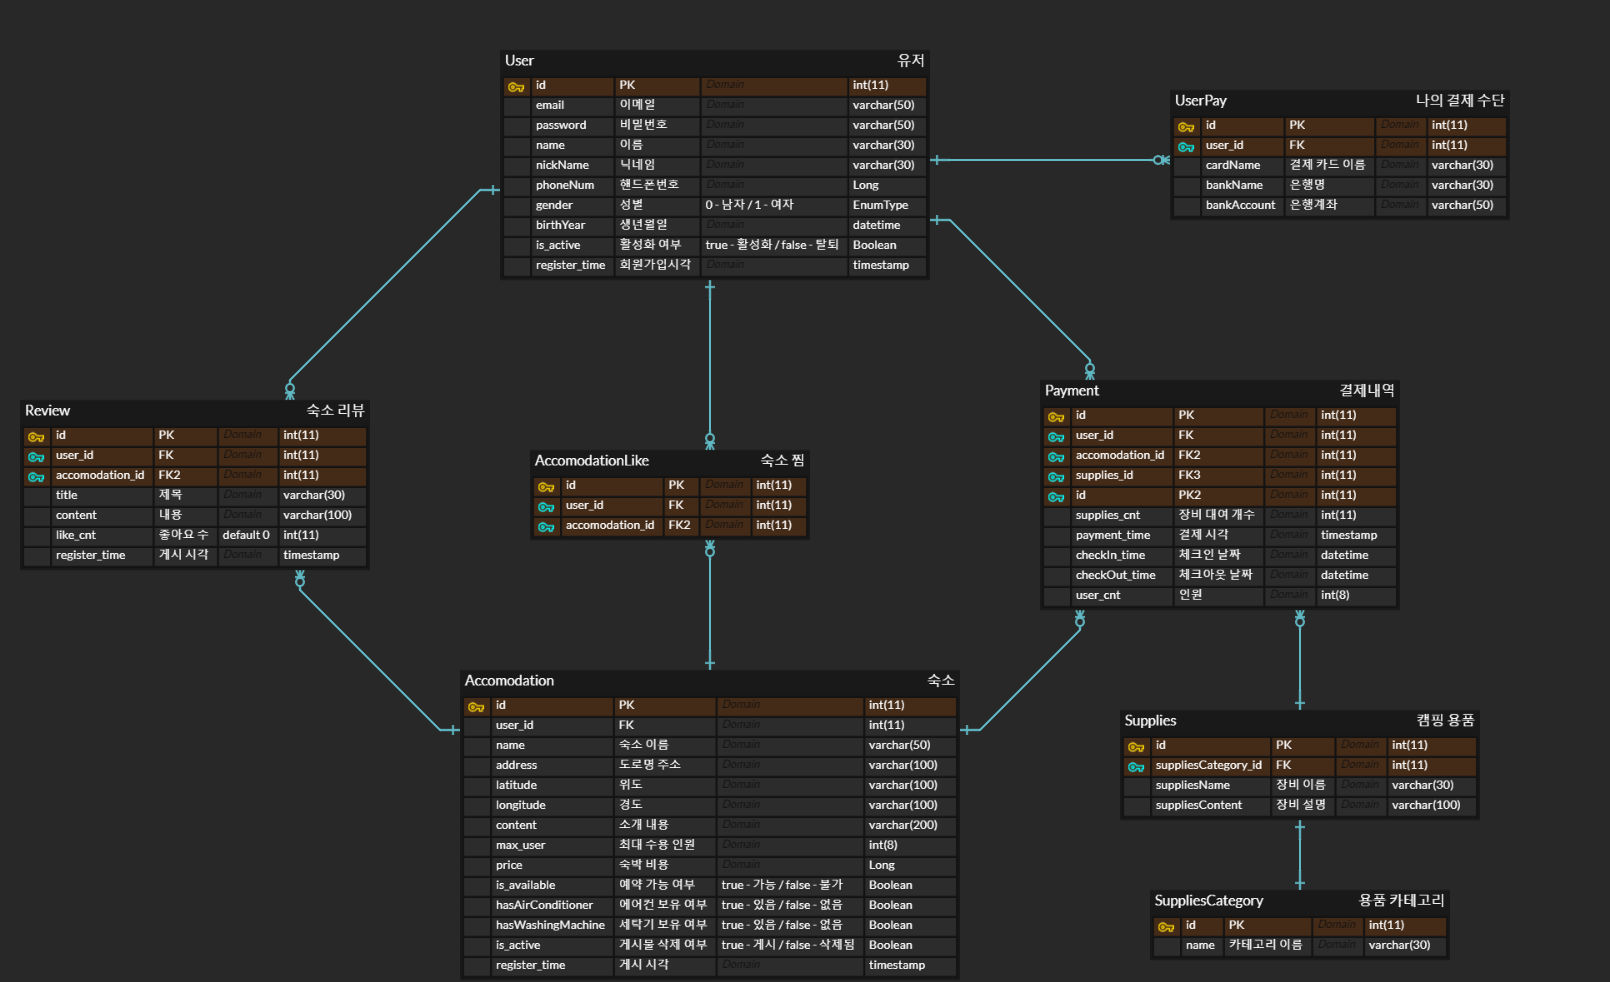 User 유저
id PK Domain int(11)
email 이메일 Domain varchar(50)
password 비밀번호 Domain varchar(50)
name 이름 Domain varchar(30)
nickName 닉네임 Domain varchar(30)
phoneNum 핸드폰번호 Domain Long
gender 성별 0 - 남자 / 1 - 여자 EnumType
birthYear 생년월일 Domain datetime
is_active 활성화 여부 true - 활성화 / false - 탈퇴 Boolean
register_time 회원가입시각 Domain timestamp
UserPay 나의 결제 수단
id PK Domain int(11)
user_id FK Domain int(11)
cardName 결제 카드 이름 Domain varchar(30)
bankName 은행명 Domain varchar(30)
bankAccount 은행계좌 Domain varchar(50)
Review 숙소 리뷰
id PK Domain int(11)
user_id FK Domain int(11)
accomodation_id FK2 Domain int(11)
title 제목 Domain varchar(30)
content 내용 Domain varchar(100)
like_cnt 좋아요 수 default 0 int(11)
register_time 게시 시각 Domain timestamp
AccomodationLike 숙소 찜
id PK Domain int(11)
user_id FK Domain int(11)
accomodation_id FK2 Domain int(11)
Payment 결제내역
id PK Domain int(11)
user_id FK Domain int(11)
accomodation_id FK2 Domain int(11)
supplies_id FK3 Domain int(11)
id PK2 Domain int(11)
supplies_cnt 장비 대여 개수 Domain int(11)
payment_time 결제 시각 Domain timestamp
checkIn_time 체크인 날짜 Domain datetime
checkOut_time 체크아웃 날짜 Domain datetime
user_cnt 인원 Domain int(8)
Accomodation 숙소
id PK Domain int(11)
user_id FK Domain int(11)
name 숙소 이름 Domain varchar(50)
address 도로명 주소 Domain varchar(100)
latitude 위도 Domain varchar(100)
longitude 경도 Domain varchar(100)
content 소개 내용 Domain varchar(200)
max_user 최대 수용 인원 Domain int(8)
price 숙박 비용 Domain Long
is_available 예약 가능 여부 true - 가능 / false - 불가 Boolean
hasAirConditioner 에어컨 보유 여부 true - 있음 / false - 없음 Boolean
hasWashingMachine 세탁기 보유 여부 true - 있음 / false - 없음 Boolean
is_active 게시물 삭제 여부 true - 게시 / false - 삭제됨 Boolean
register_time 게시 시각 Domain timestamp
Supplies 캠핑 용품
id PK Domain int(11)
suppliesCategory_id FK Domain int(11)
suppliesName 장비 이름 Domain varchar(30)
suppliesContent 장비 설명 Domain varchar(100)
SuppliesCategory 용품 카테고리
id PK Domain int(11)
name 카테고리 이름 Domain varchar(30)